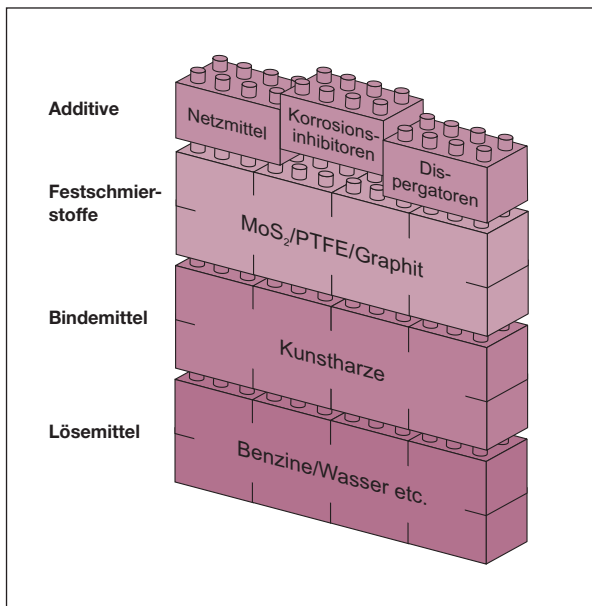 Additive
Netzmittel
Korrosions-
inhibitoren
Dis-
pergatoren
Festschmier-
stoffe
MoS₂/PTFE/Graphit
Bindemittel
Kunstharze
Lösemittel
Benzine/Wasser etc.